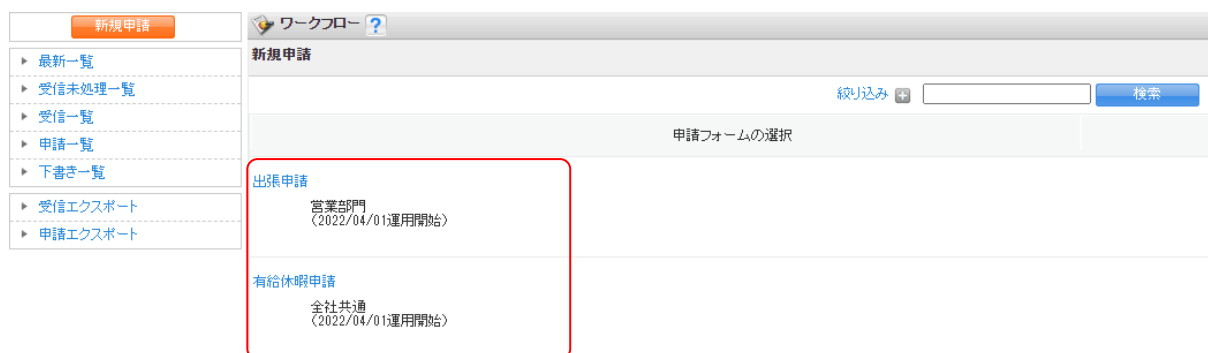 新規申請
最新一覧
受信未処理一覧
受信一覧
申請一覧
下書き一覧
受信エクスポート
申請エクスポート
ワークフロー ?
新規申請
絞り込み + 検索
申請フォームの選択
出張申請
営業部門
(2022/04/01運用開始)
有給休暇申請
全社共通
(2022/04/01運用開始)